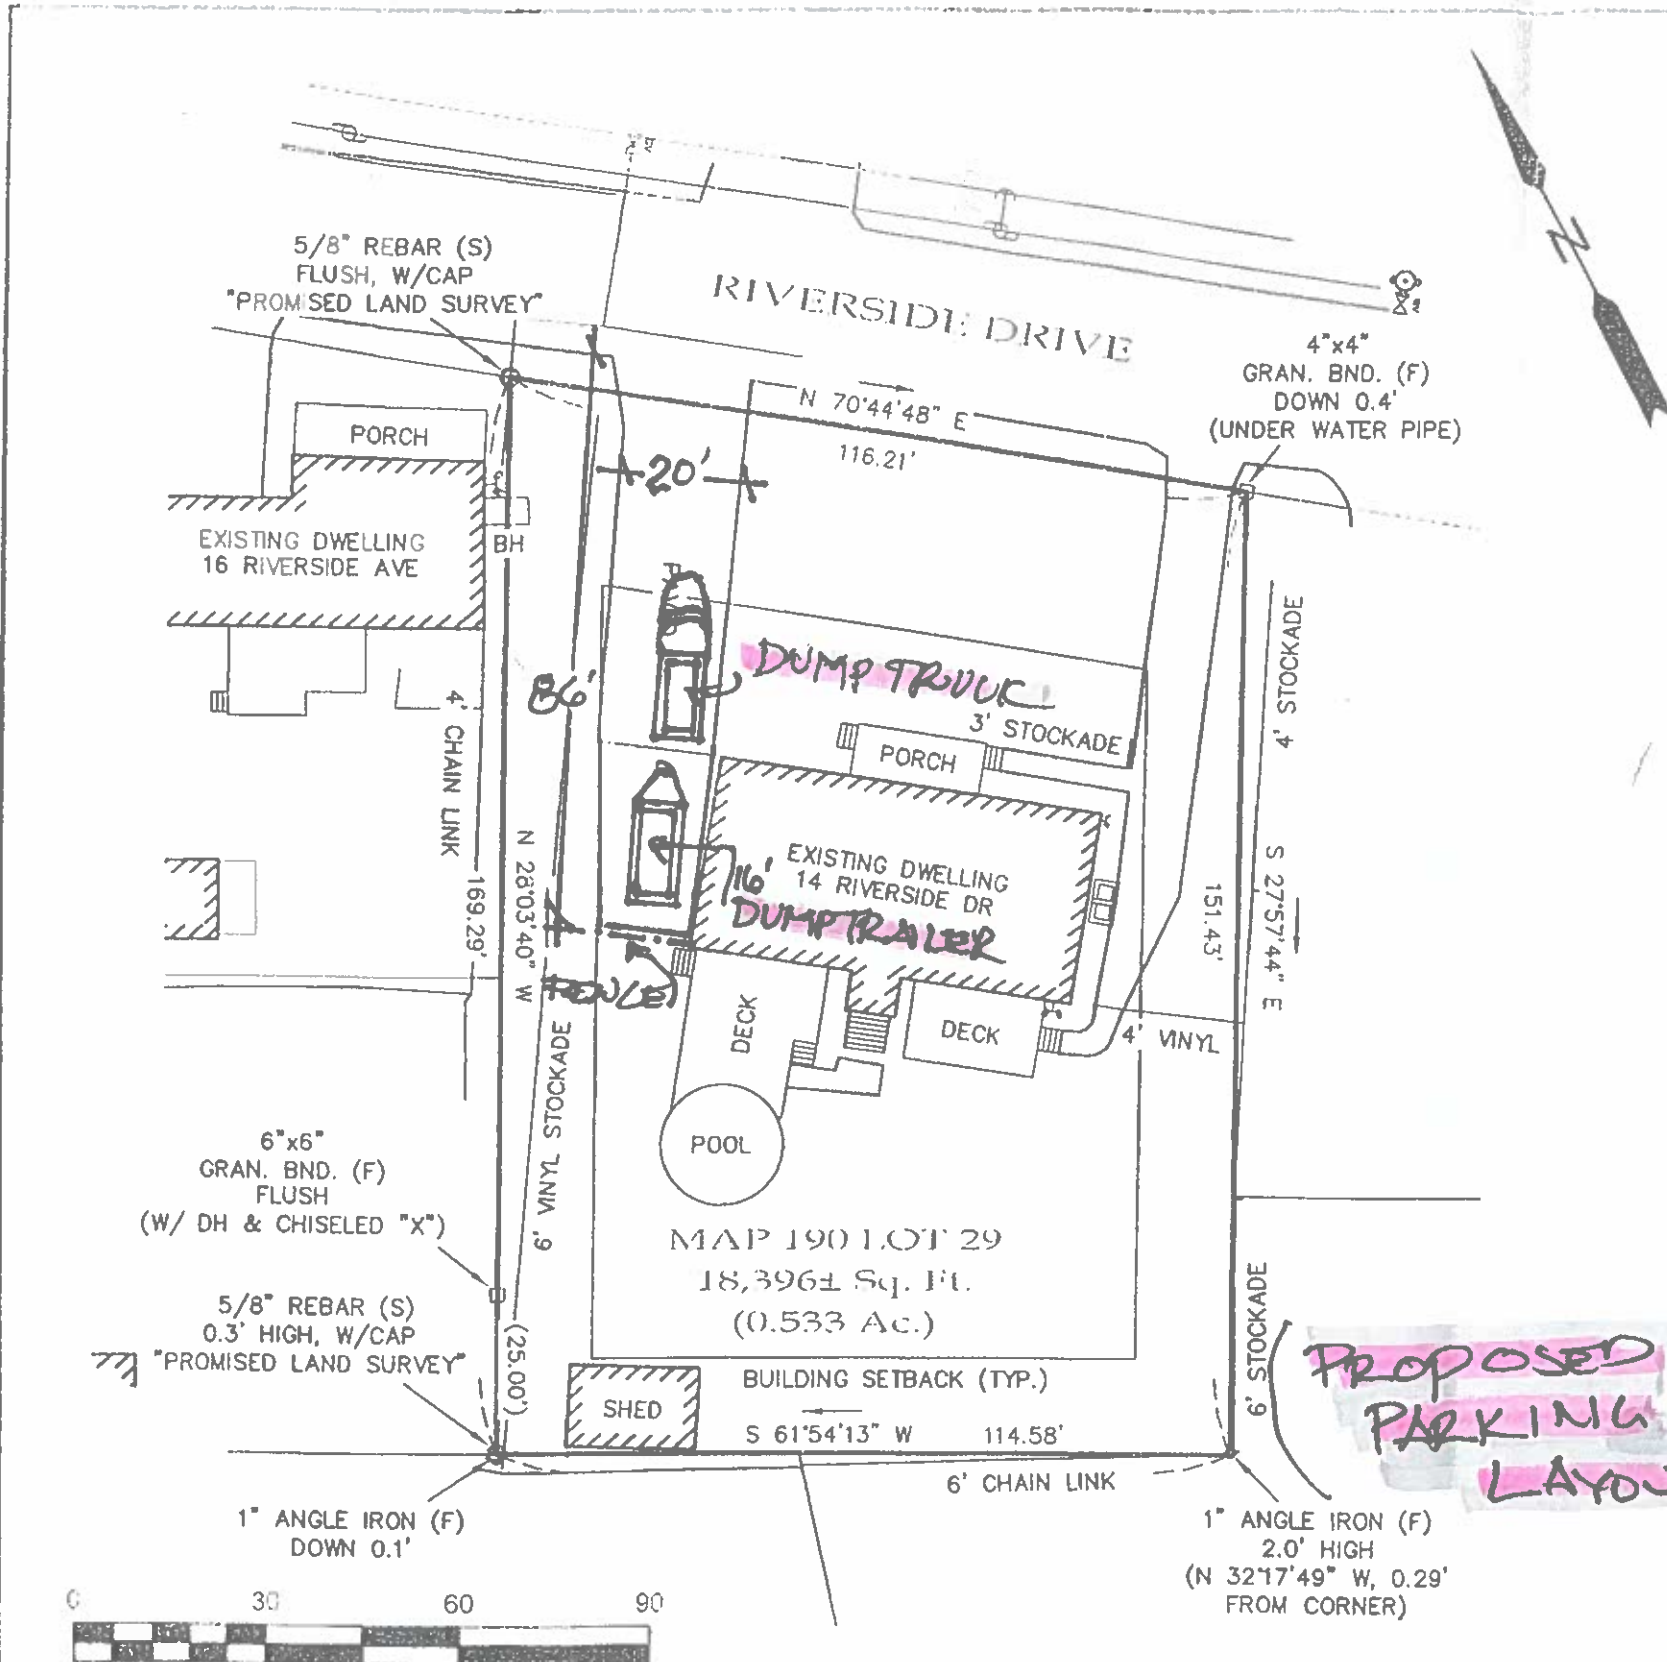 5/8" REBAR (S)
FLUSH, W/CAP
"PROMISED LAND SURVEY"
RIVERSIDE DRIVE
N
4"x4"
GRAN. BND. (F)
DOWN 0.4'
(UNDER WATER PIPE)
N 70°44'48" E
116.21'
PORCH
20'
EXISTING DWELLING
16 RIVERSIDE AVE
BH
86'
DUMP TRUCK
3' STOCKADE
PORCH
4' STOCKADE
4' CHAIN LINK
169.29'
N 28°03'40" W
EXISTING DWELLING
14 RIVERSIDE DR
16'
DUMP TRAILER
151.43'
S 27°57'44" E
DECK
DECK
4' VINYL
6' VINYL STOCKADE
POOL
6"x6"
GRAN. BND. (F)
FLUSH
(W/ DH & CHISELED "X")
MAP 190 LOT 29
18,396± Sq. Ft.
(0.533 Ac.)
5/8" REBAR (S)
0.3' HIGH, W/CAP
"PROMISED LAND SURVEY"
(25.00')
6' STOCKADE
PROPOSED
PARKING
LAYOU
BUILDING SETBACK (TYP.)
SHED
S 61°54'13" W 114.58'
6' CHAIN LINK
1" ANGLE IRON (F)
DOWN 0.1'
1" ANGLE IRON (F)
2.0' HIGH
(N 32°17'49" W, 0.29'
FROM CORNER)
0 30 60 90